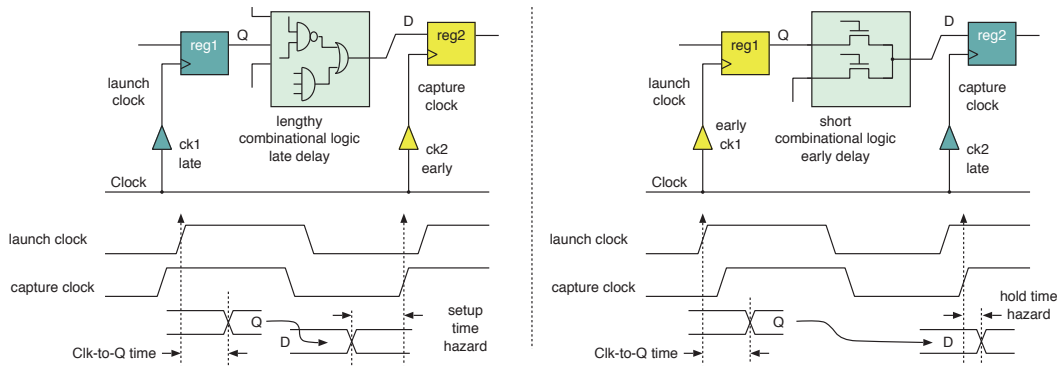 reg1
Q
D
reg2
launch
clock
capture
clock
lengthy
combinational logic
late delay
ck1
late
ck2
early
Clock
launch clock
capture clock
Q
D
setup
time
hazard
Clk-to-Q time
reg1
Q
D
reg2
launch
clock
capture
clock
early
ck1
short
combinational logic
early delay
ck2
late
Clock
launch clock
capture clock
Q
D
hold time
hazard
Clk-to-Q time